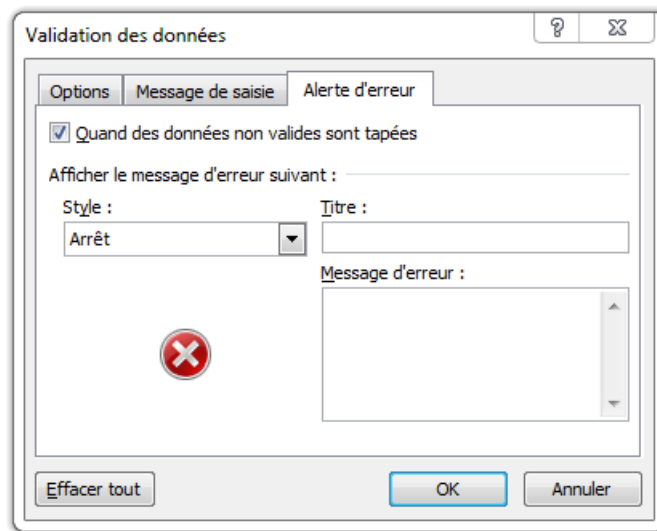 Validation des données
Options Message de saisie Alerte d'erreur
Quand des données non valides sont tapées
Afficher le message d'erreur suivant :
Style : Titre :
Arrêt
Message d'erreur :
Effacer tout OK Annuler